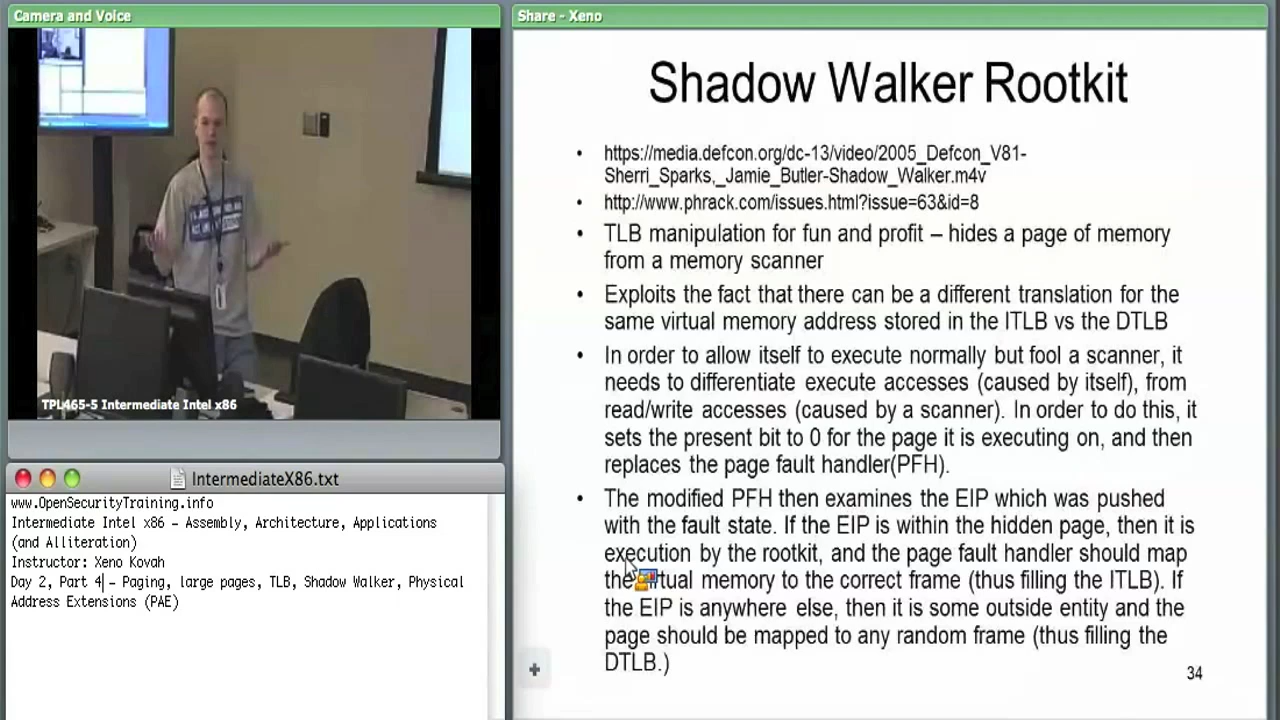 Camera and Voice
TPL465-5 Intermediate Intel x86
IntermediateX86.txt
www.OpenSecurityTraining.info
Intermediate Intel x86 – Assembly, Architecture, Applications
(and Alliteration)
Instructor: Xeno Kovah
Day 2, Part 4 – Paging, large pages, TLB, Shadow Walker, Physical
Address Extensions (PAE)
Share - Xeno
Shadow Walker Rootkit
• https://media.defcon.org/dc-13/video/2005_Defcon_V81-
Sherri_Sparks,_Jamie_Butler-Shadow_Walker.m4v
• http://www.phrack.com/issues.html?issue=63&id=8
• TLB manipulation for fun and profit – hides a page of memory
from a memory scanner
• Exploits the fact that there can be a different translation for the
same virtual memory address stored in the ITLB vs the DTLB
• In order to allow itself to execute normally but fool a scanner, it
needs to differentiate execute accesses (caused by itself), from
read/write accesses (caused by a scanner). In order to do this, it
sets the present bit to 0 for the page it is executing on, and then
replaces the page fault handler(PFH).
• The modified PFH then examines the EIP which was pushed
with the fault state. If the EIP is within the hidden page, then it is
execution by the rootkit, and the page fault handler should map
the virtual memory to the correct frame (thus filling the ITLB). If
the EIP is anywhere else, then it is some outside entity and the
page should be mapped to any random frame (thus filling the
DTLB.)
34